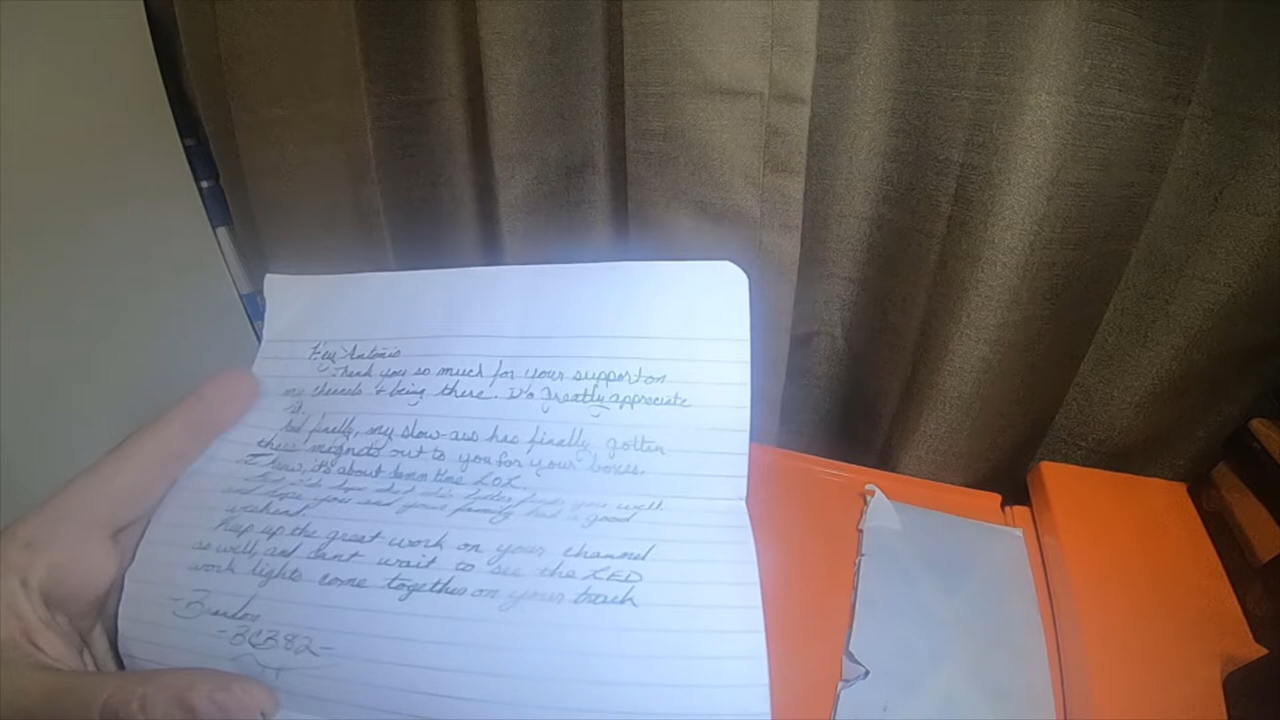 Hey Antonio
Thank you so much for your support on
my channels & being there. I do greatly appreciate
it.
And finally, my slow-ass has finally gotten
these magnets out to you for your boxes.
I know, it's about damn time LOL.
this letter finds you well
and hope you and your family had a good
weekend.
Keep up the great work on your channel
as well, and cant wait to see the LED
work lights come together on your truck
-BCB82-